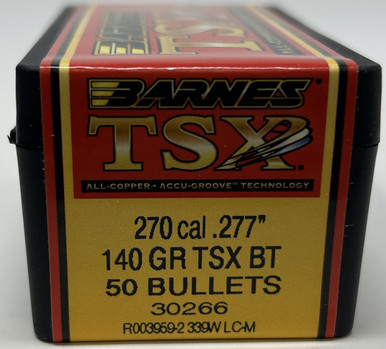 BARNES
TSX
ALL-COPPER • ACCU-GROOVE™ TECHNOLOGY
270 cal .277"
140 GR TSX BT
50 BULLETS
30266
R003959-2 339W LC-M